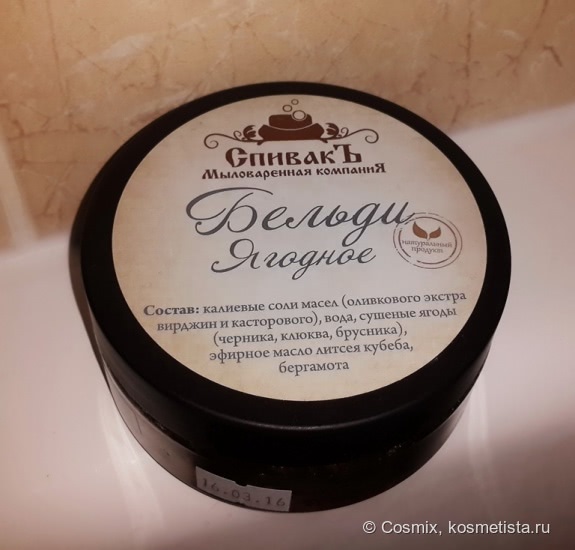 СпивакЪ
Мыловаренная компаниЯ
Бельди
Ягодное
натуральный
продукт
Состав: калиевые соли масел (оливкового экстра
вирджин и касторового), вода, сушеные ягоды
(черника, клюква, брусника),
эфирное масло литсея кубеба,
бергамота
16.03.16
© Cosmix, kosmetista.ru